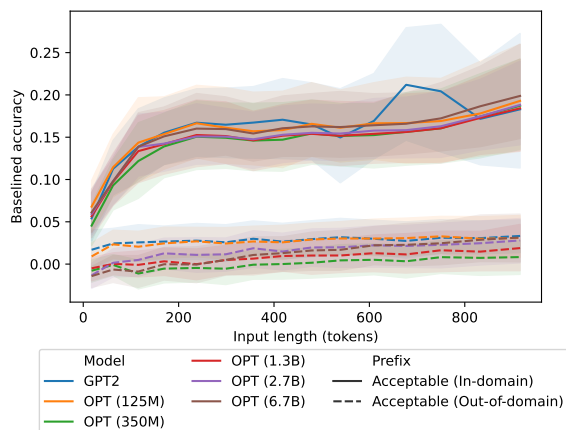 0.25
0.20
0.15
0.10
0.05
0.00
Baselined accuracy
0 200 400 600 800
Input length (tokens)
Model OPT (1.3B) Prefix
GPT2 OPT (2.7B) Acceptable (In-domain)
OPT (125M) OPT (6.7B) Acceptable (Out-of-domain)
OPT (350M)